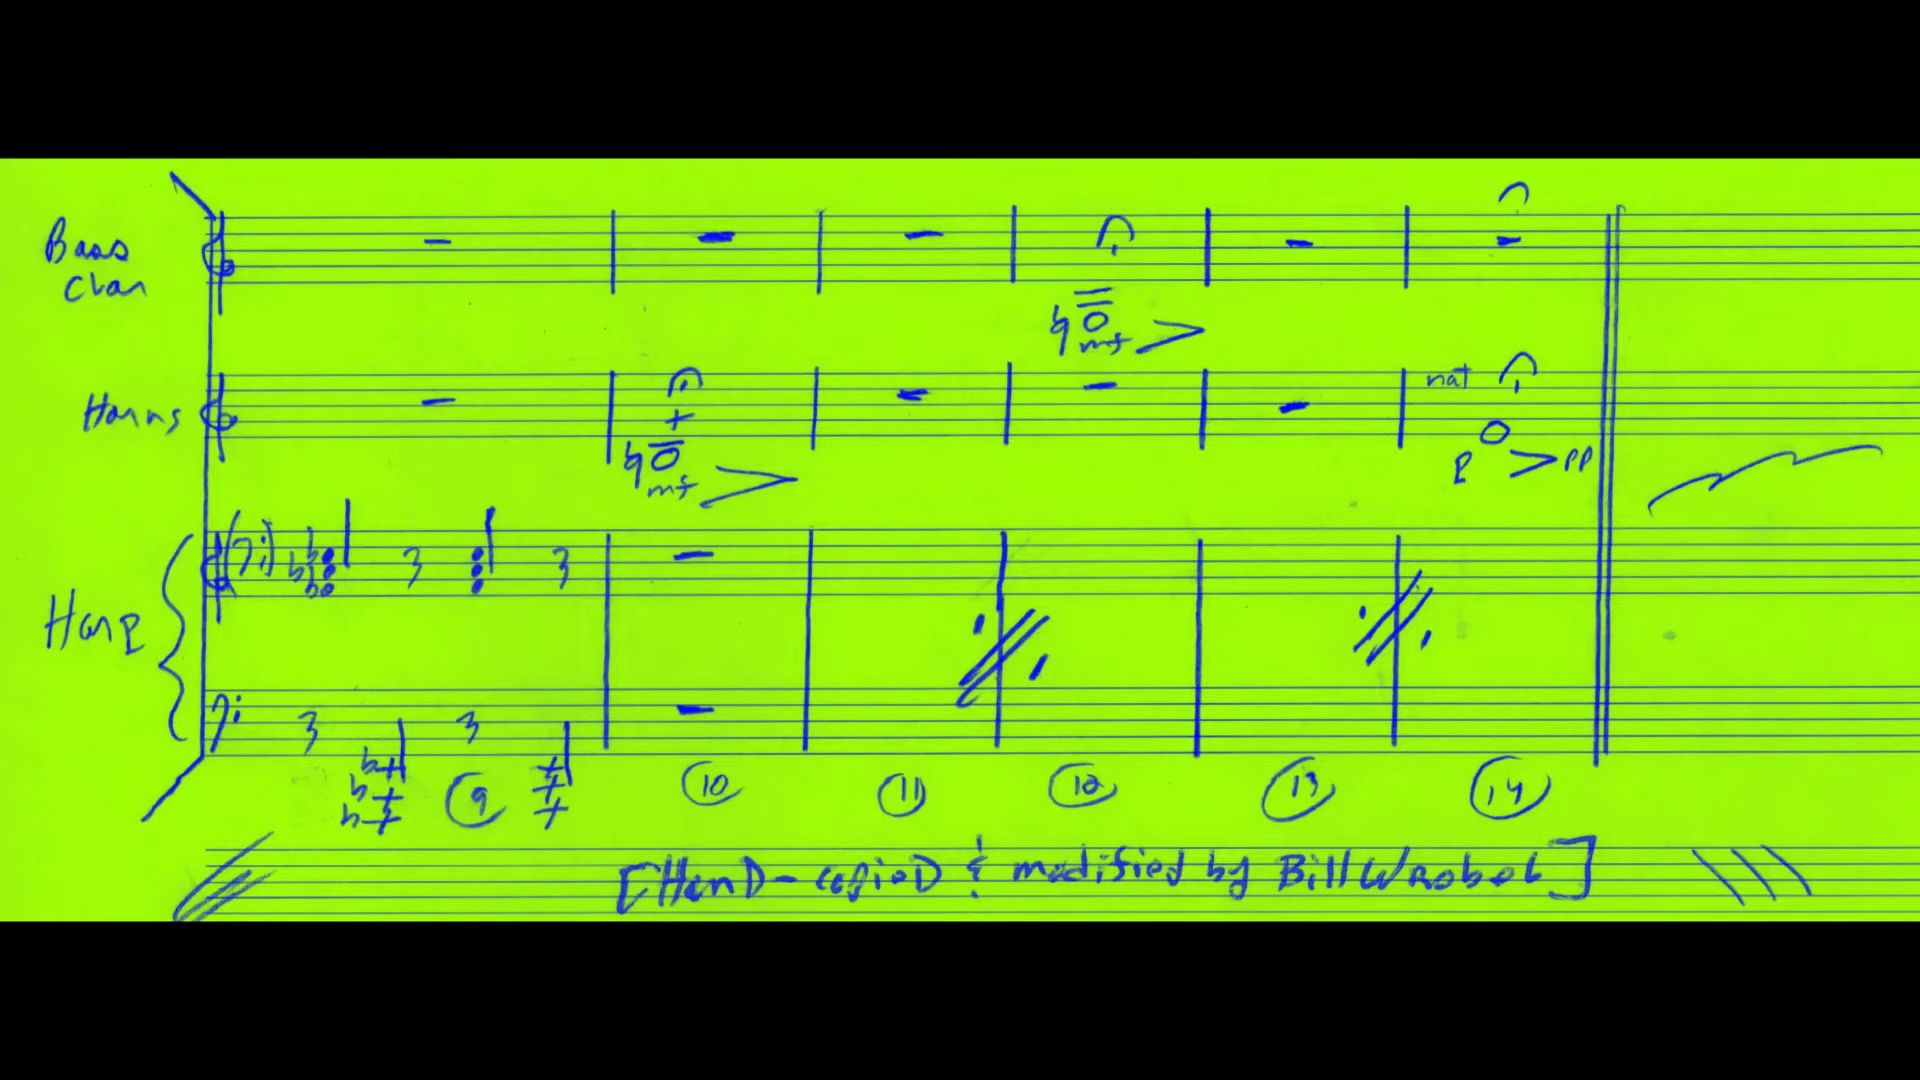 Bass
Clar
mf
Horns
nat
mf
P > PP
Harp
9 10 11 12 13 14
[HanD-copieD & modified by Bill Wrobel]